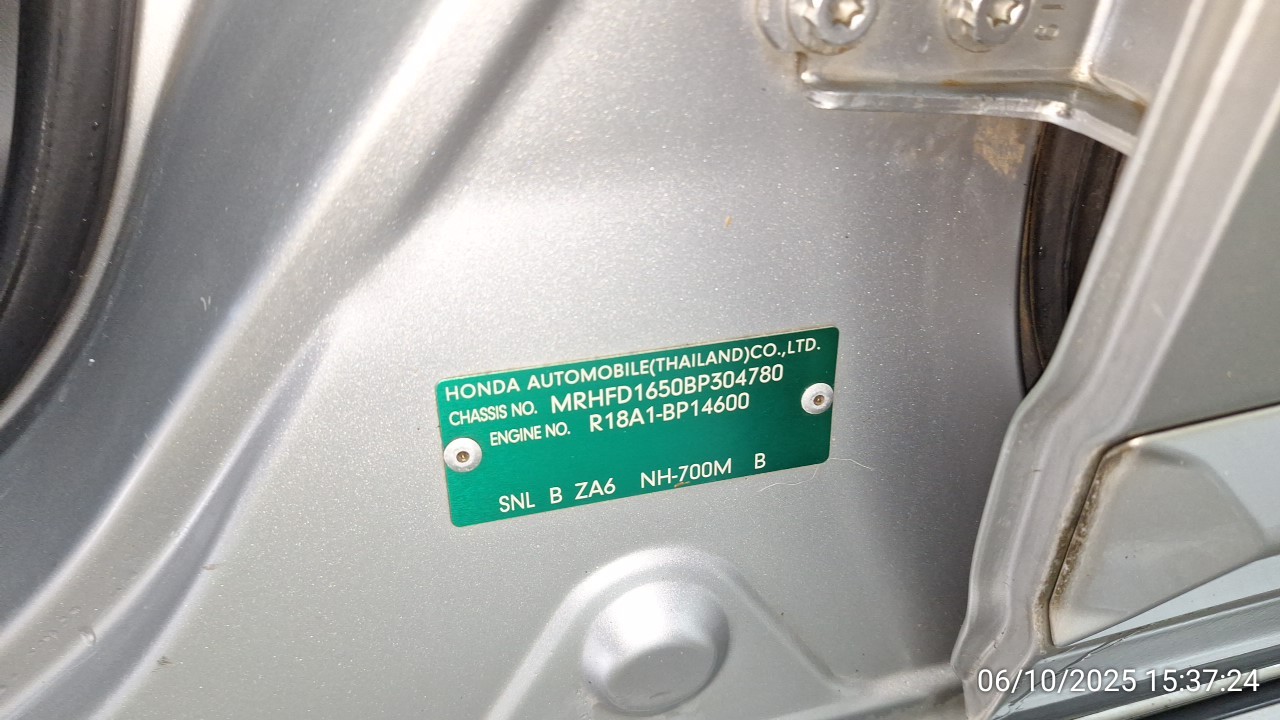 HONDA AUTOMOBILE(THAILAND)CO.,LTD.
CHASSIS NO. MRHFD1650BP304780
ENGINE NO. R18A1-BP14600
SNL B ZA6 NH-700M B
06/10/2025 15:37:24